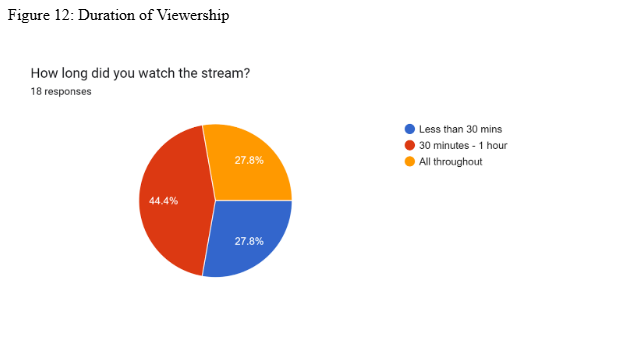 Figure 12: Duration of Viewership
How long did you watch the stream?
18 responses
Less than 30 mins
30 minutes - 1 hour
All throughout
27.8%
44.4%
27.8%